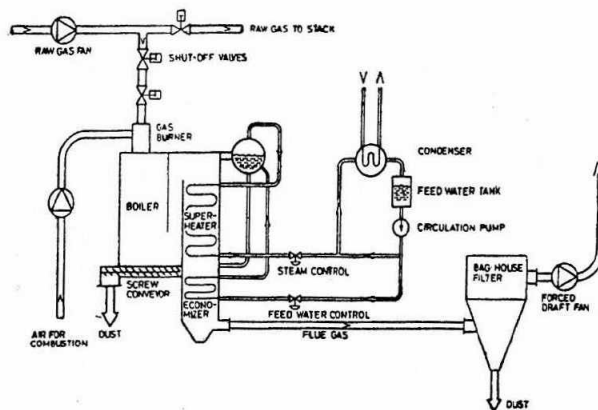 RAW GAS FAN
RAW GAS TO STACK
SHUT-OFF VALVES
GAS
BURNER
CONDENSER
FEED WATER TANK
CIRCULATION PUMP
BOILER
SUPER-
HEATER
STEAM CONTROL
BAG HOUSE
FILTER
SCREW
CONVEYOR
ECONO-
MIZER
FORCED
DRAFT FAN
FEED WATER CONTROL
FLUE GAS
AIR FOR
COMBUSTION
DUST
DUST